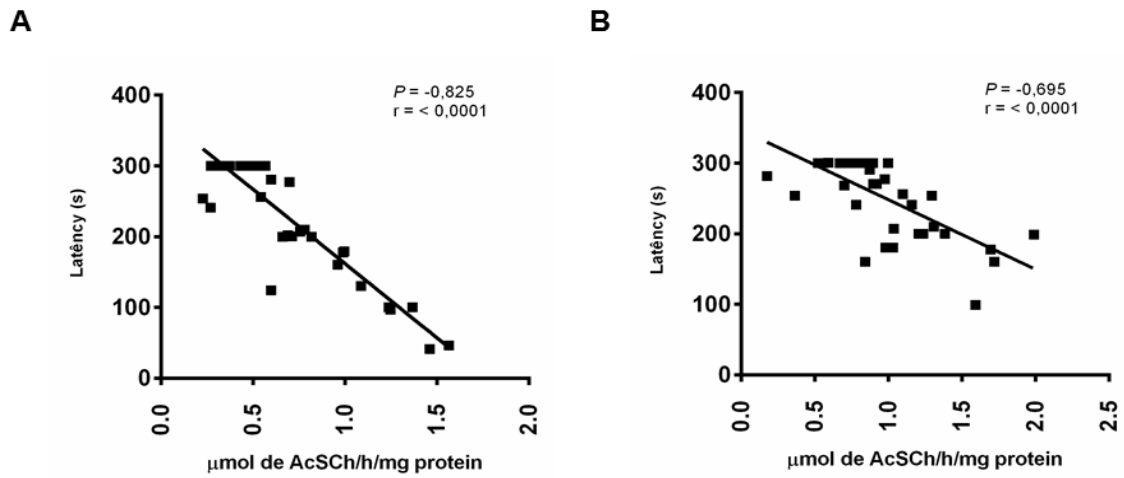 A
P = -0,825
r = < 0,0001
Latêncy (s)
400
300
200
100
0
0.0
0.5
1.0
1.5
2.0
μmol de AcSCh/h/mg protein
B
P = -0,695
r = < 0,0001
Latêncy (s)
400
300
200
100
0
0.0
0.5
1.0
1.5
2.0
2.5
μmol de AcSCh/h/mg protein